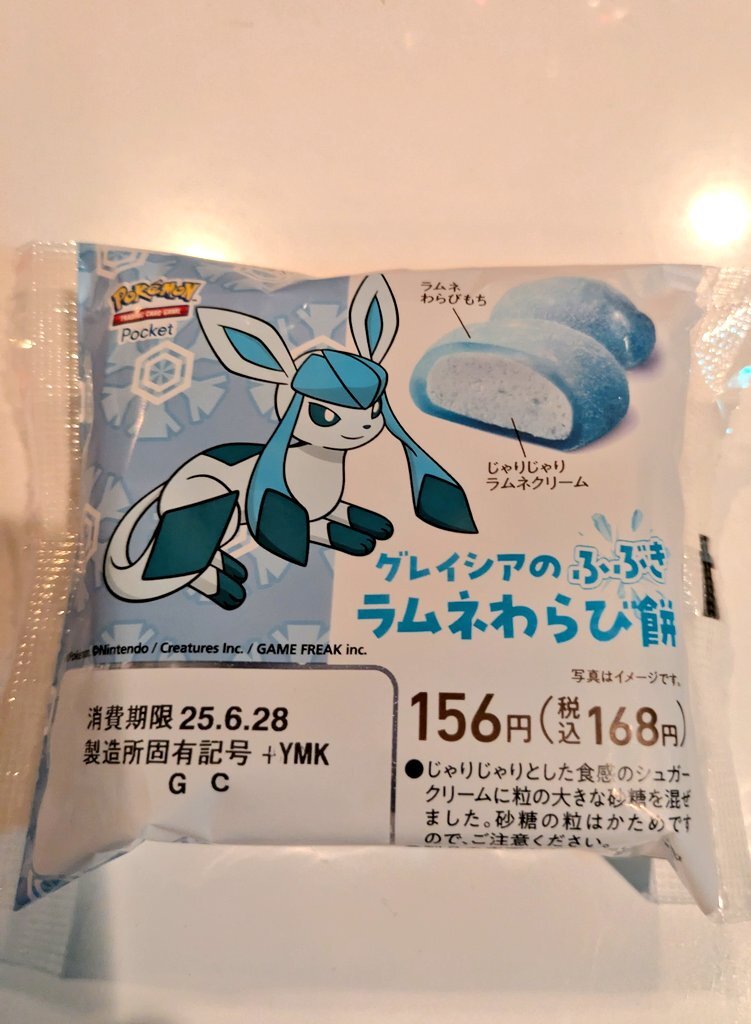 POKÉMON
TRADING CARD GAME
Pocket
ラムネ
わらびもち
じゃりじゃり
ラムネクリーム
グレイシアのふぶき
ラムネわらび餅
©Nintendo / Creatures Inc. / GAME FREAK inc.
写真はイメージです。
156円(税込168円)
消費期限 25.6.28
製造所固有記号 +YMK
G C
●じゃりじゃりとした食感のシュガー
クリームに粒の大きな砂糖を混ぜ
ました。砂糖の粒はかためです
ので、ご注意ください。